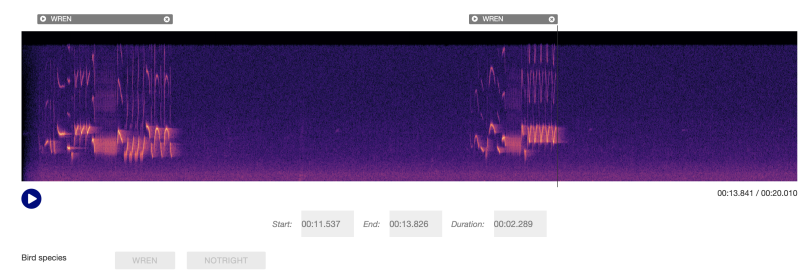 WREN WREN
00:13.841 / 00:20.010
Start: 00:11.537 End: 00:13.826 Duration: 00:02.289
Bird species WREN NOTRIGHT